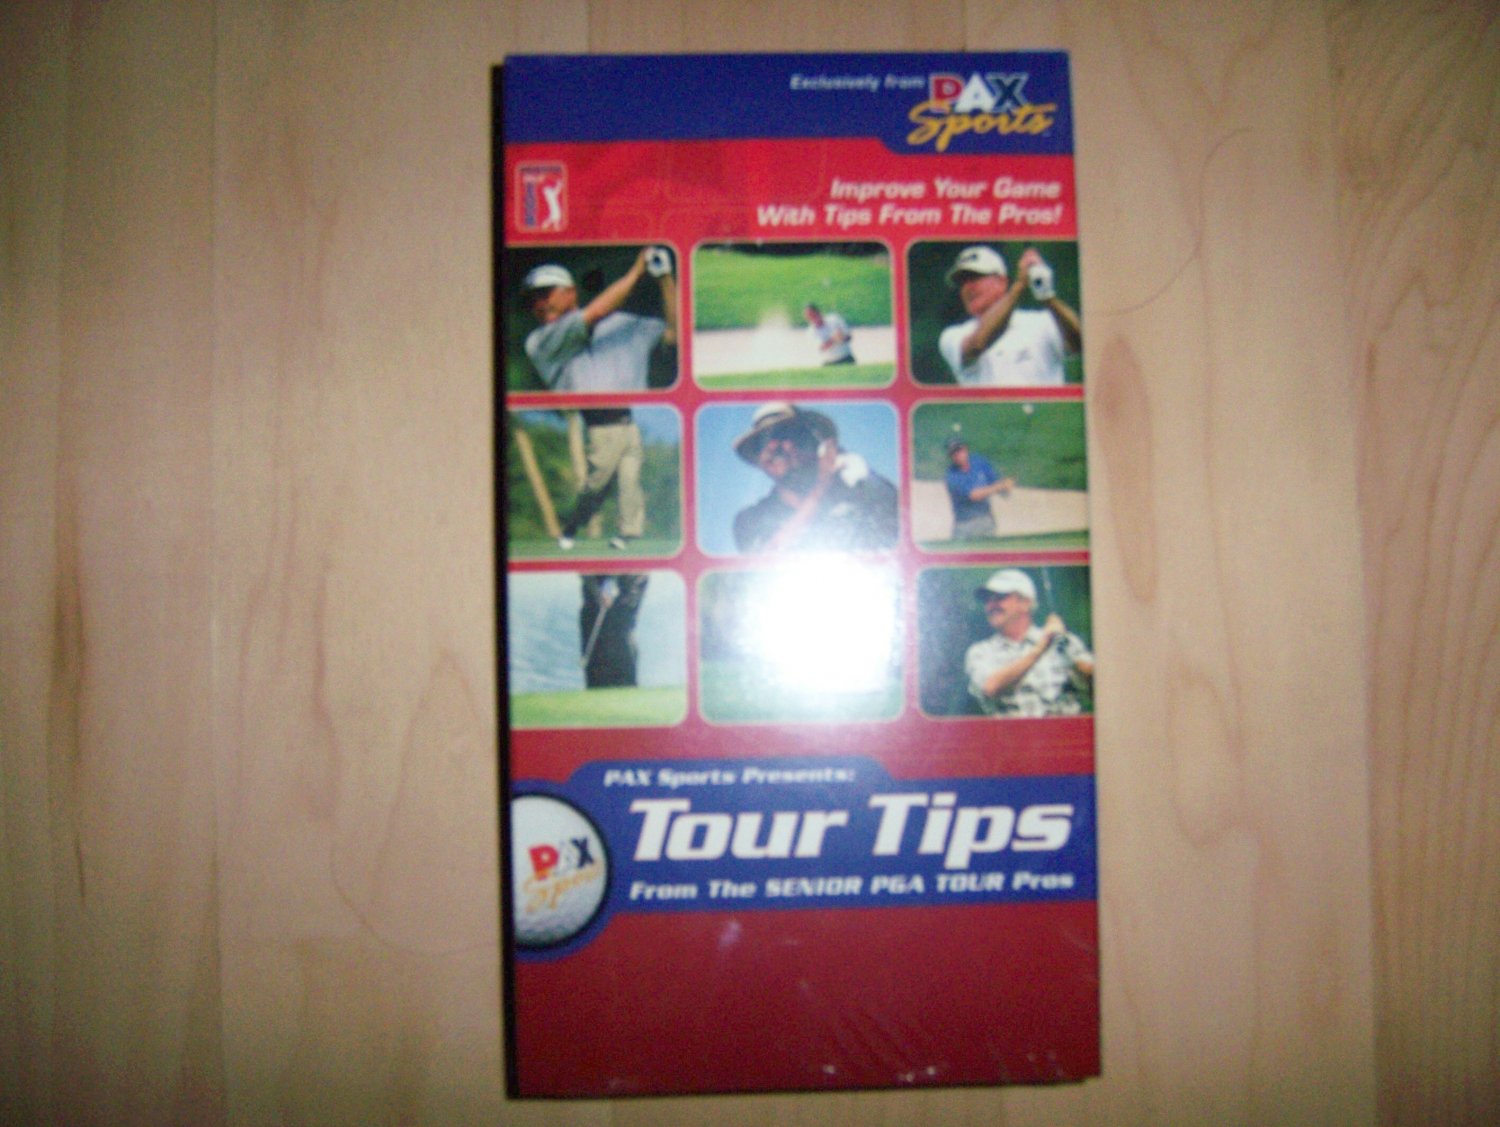 Exclusively from PAX
Sports
Improve Your Game
With Tips From The Pros!
PAX Sports Presents:
Tour Tips
From The SENIOR PGA TOUR Pros
PAX
Sports